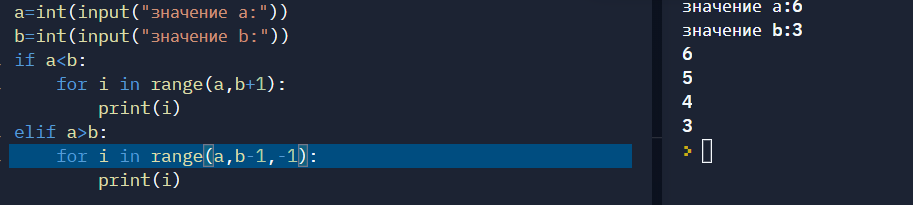 a=int(input("значение a:"))
b=int(input("значение b:"))
if a<b:
    for i in range(a,b+1):
        print(i)
elif a>b:
    for i in range(a,b-1,-1):
        print(i)
значение a:6
значение b:3
6
5
4
3
>